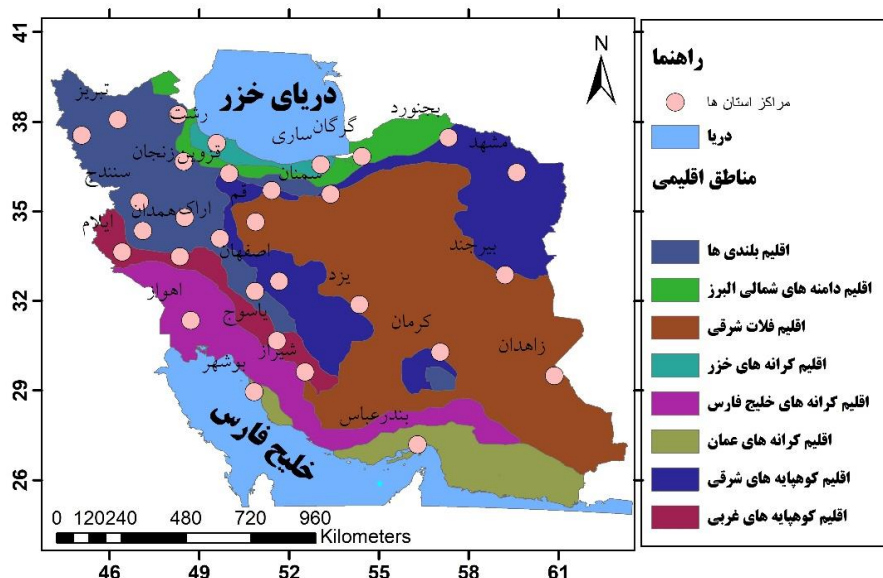 41
38
35
32
29
26
46
49
52
55
58
61
N
دریای خزر
تبریز
رشت
بجنورد
گرگان
ساری
مشهد
قزوین
زنجان
سمنان
سنندج
قم
اراک
همدان
ایلام
اصفهان
بیرجند
یزد
اهواز
یاسوج
کرمان
شیراز
زاهدان
بوشهر
بندرعباس
خلیج فارس
0 120 240 480 720 960
Kilometers
راهنما
مراکز استان ها
دریا
مناطق اقلیمی
اقلیم بلندی ها
اقلیم دامنه های شمالی البرز
اقلیم فلات شرقی
اقلیم کرانه های خزر
اقلیم کرانه های خلیج فارس
اقلیم کرانه های عمان
اقلیم کوهپایه های شرقی
اقلیم کوهپایه های غربی